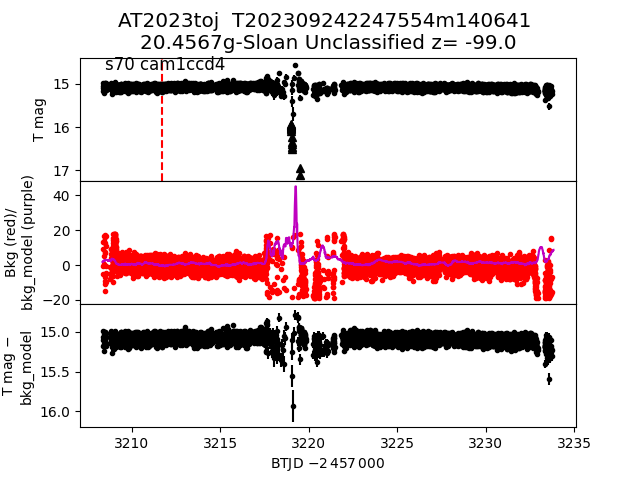 AT2023toj  T202309242247554m140641
20.4567g-Sloan Unclassified z= -99.0
s70 cam1ccd4
T mag
15
16
17
Bkg (red)/
bkg_model (purple)
40
20
0
−20
T mag −
bkg_model
15.0
15.5
16.0
3210
3215
3220
3225
3230
3235
BTJD −2 457 000